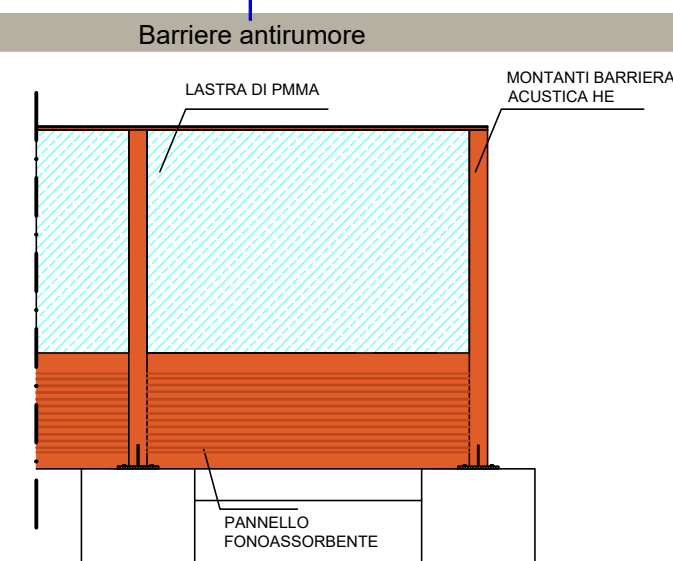 Barriere antirumore
LASTRA DI PMMA
MONTANTI BARRIERA
ACUSTICA HE
PANNELLO
FONOASSORBENTE